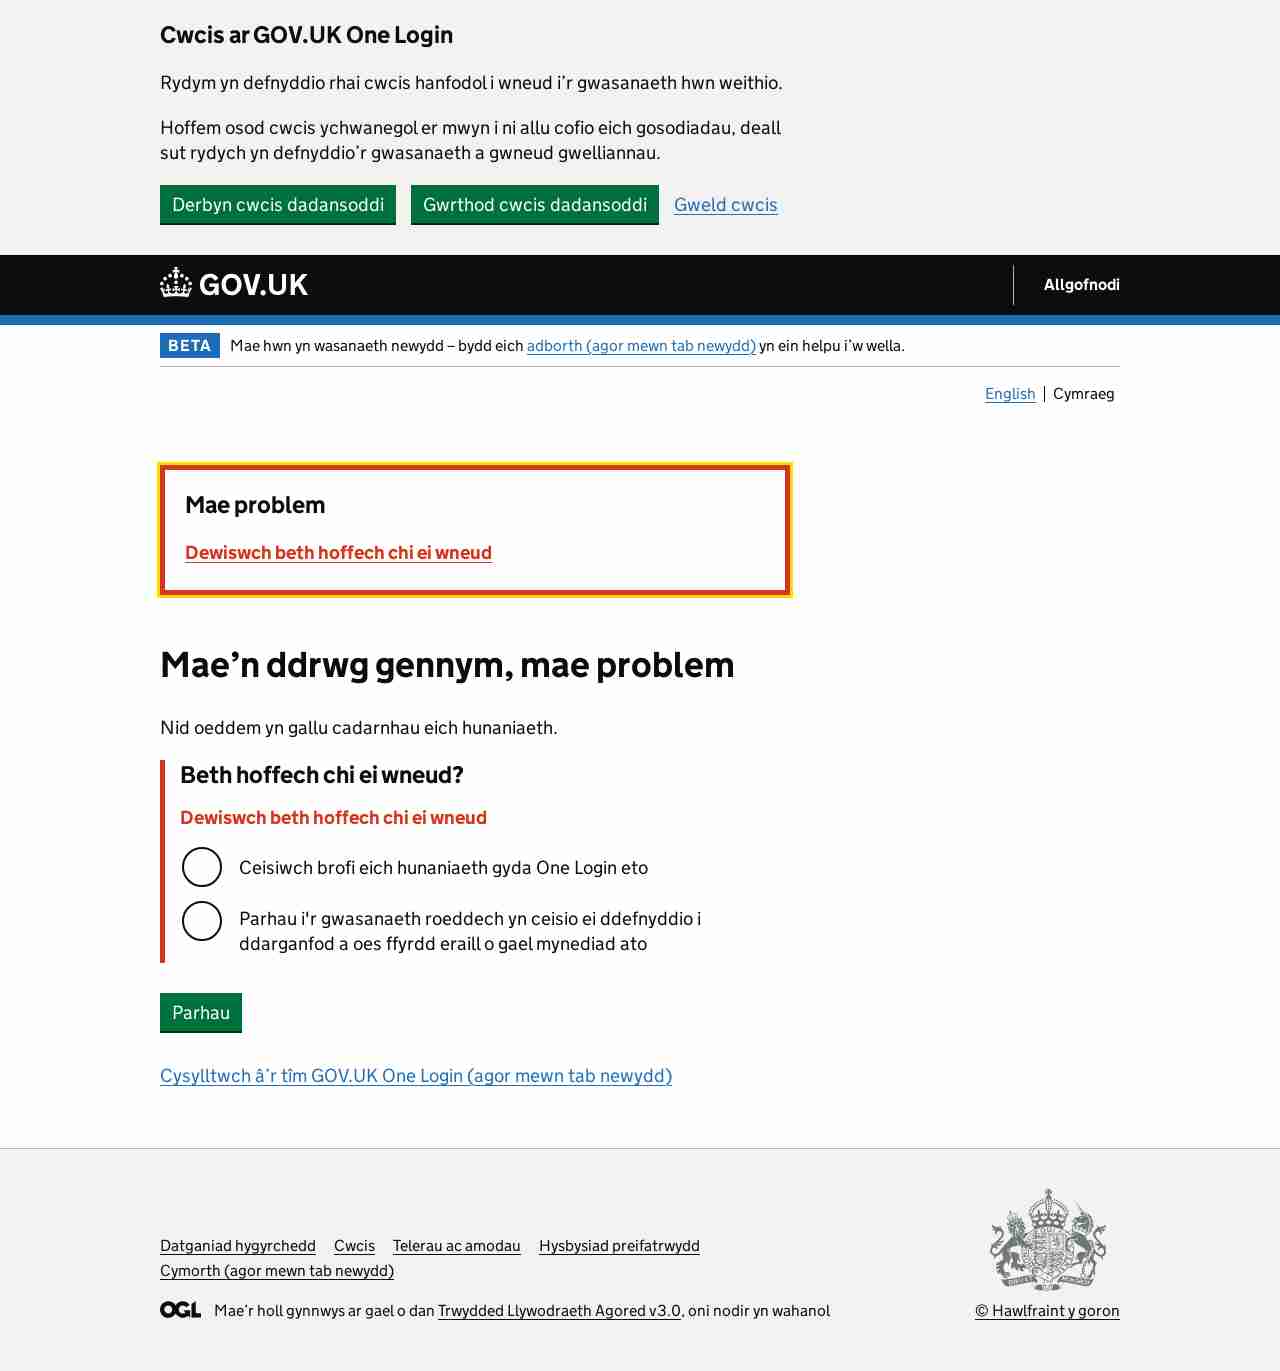 Cwcis ar GOV.UK One Login
Rydym yn defnyddio rhai cwcis hanfodol i wneud i’r gwasanaeth hwn weithio.
Hoffem osod cwcis ychwanegol er mwyn i ni allu cofio eich gosodiadau, deall
sut rydych yn defnyddio’r gwasanaeth a gwneud gwelliannau.
Derbyn cwcis dadansoddi Gwrthod cwcis dadansoddi Gweld cwcis
GOV.UK Allgofnodi
BETA Mae hwn yn wasanaeth newydd – bydd eich adborth (agor mewn tab newydd) yn ein helpu i’w wella.
English Cymraeg
Mae problem
Dewiswch beth hoffech chi ei wneud
Mae’n ddrwg gennym, mae problem
Nid oeddem yn gallu cadarnhau eich hunaniaeth.
Beth hoffech chi ei wneud?
Dewiswch beth hoffech chi ei wneud
Ceisiwch brofi eich hunaniaeth gyda One Login eto
Parhau i'r gwasanaeth roeddech yn ceisio ei ddefnyddio i
ddarganfod a oes ffyrdd eraill o gael mynediad ato
Parhau
Cysylltwch â’r tîm GOV.UK One Login (agor mewn tab newydd)
Datganiad hygyrchedd Cwcis Telerau ac amodau Hysbysiad preifatrwydd
Cymorth (agor mewn tab newydd)
OGL Mae’r holl gynnwys ar gael o dan Trwydded Llywodraeth Agored v3.0, oni nodir yn wahanol
© Hawlfraint y goron